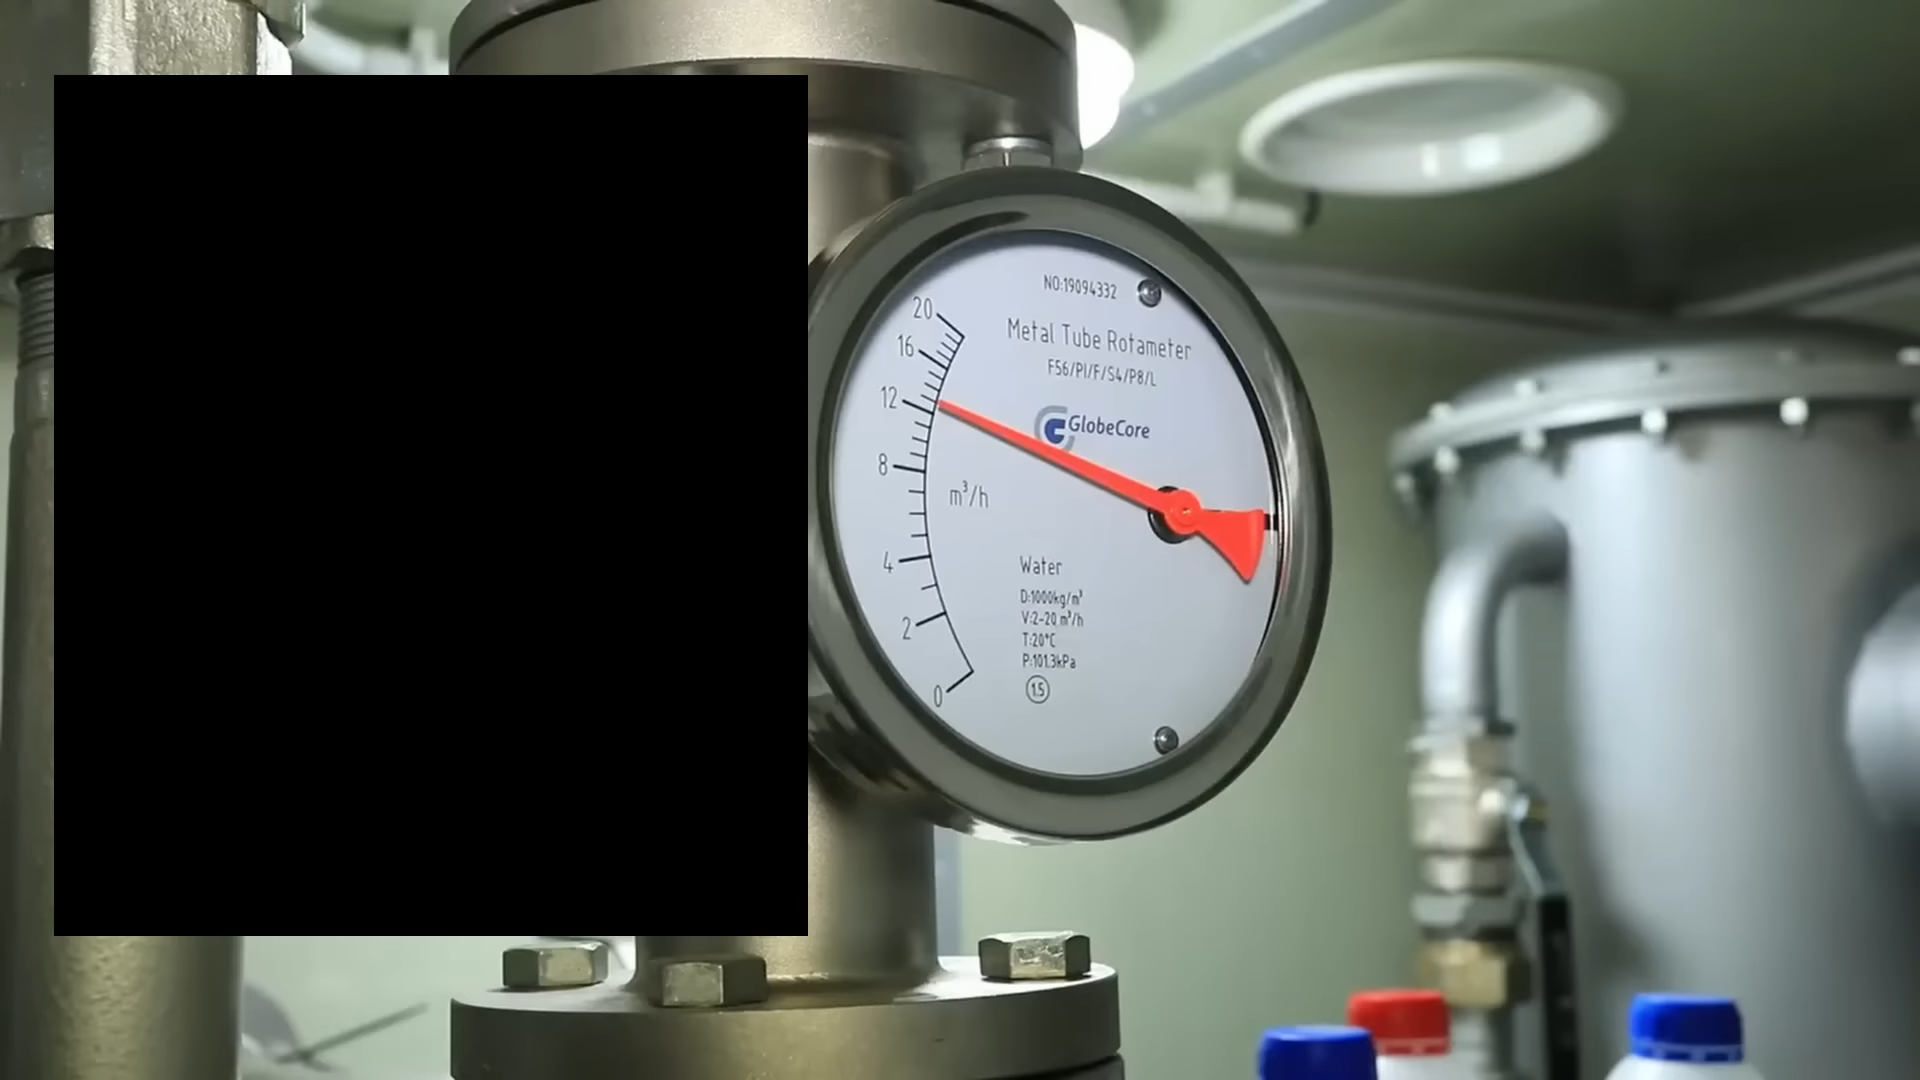 NO:19094332
Metal Tube Rotameter
F56/PI/F/S4/P8/L
GlobeCore
20
16
12
8
m³/h
4
2
0
Water
D:1000kg/m³
V:2-20 m³/h
T:20°C
P:101.3kPa
1.5